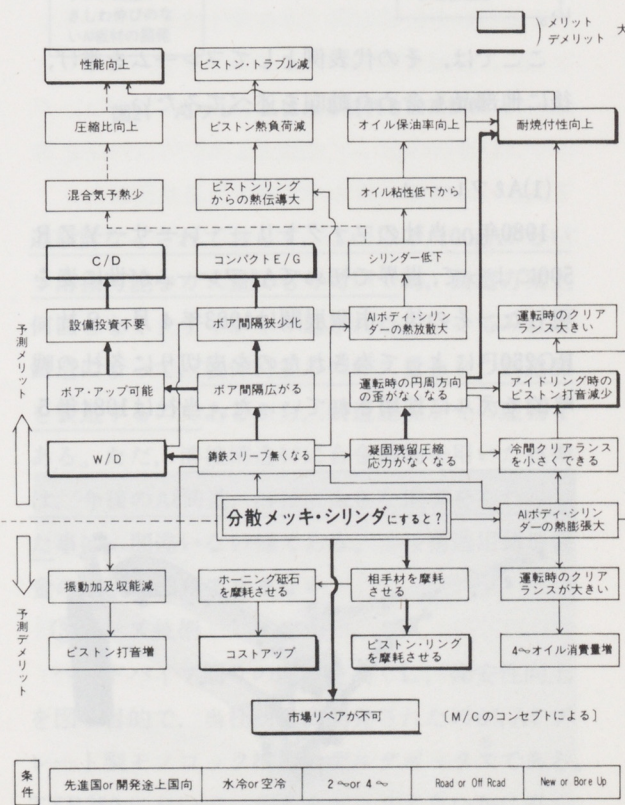 メリット
デメリット
大
性能向上
ピストン・トラブル減
圧縮比向上
ピストン熱負荷減
オイル保油率向上
耐焼付性向上
混合気予熱少
ピストンリング
からの熱伝導大
オイル粘性低下から
C/D
コンパクトE/G
シリンダー低下
予測メリット
設備投資不要
ボア間隔狭少化
Alボディ・シリン
ダーの熱放散大
運転時のクリア
ランス大きい
ボア・アップ可能
ボア間隔広がる
運転時の円周方向
の歪がなくなる
アイドリング時の
ピストン打音減少
W/D
鋳鉄スリーブ無くなる
凝固残留圧縮
応力がなくなる
冷間クリアランス
を小さくできる
分散メッキ・シリンダにすると?
Alボディ・シリン
ダーの熱膨張大
予測デメリット
振動加及収能減
ホーニング砥石
を摩耗させる
相手材を摩耗
させる
運転時のクリア
ランスが大きい
ピストン打音増
コストアップ
ピストン・リング
を摩耗させる
4∾オイル消費量増
市場リペアが不可
〔M/Cのコンセプトによる〕
条件
先進国or開発途上国向
水冷or空冷
2∾or 4∾
Road or Off Rcad
New or Bore Up